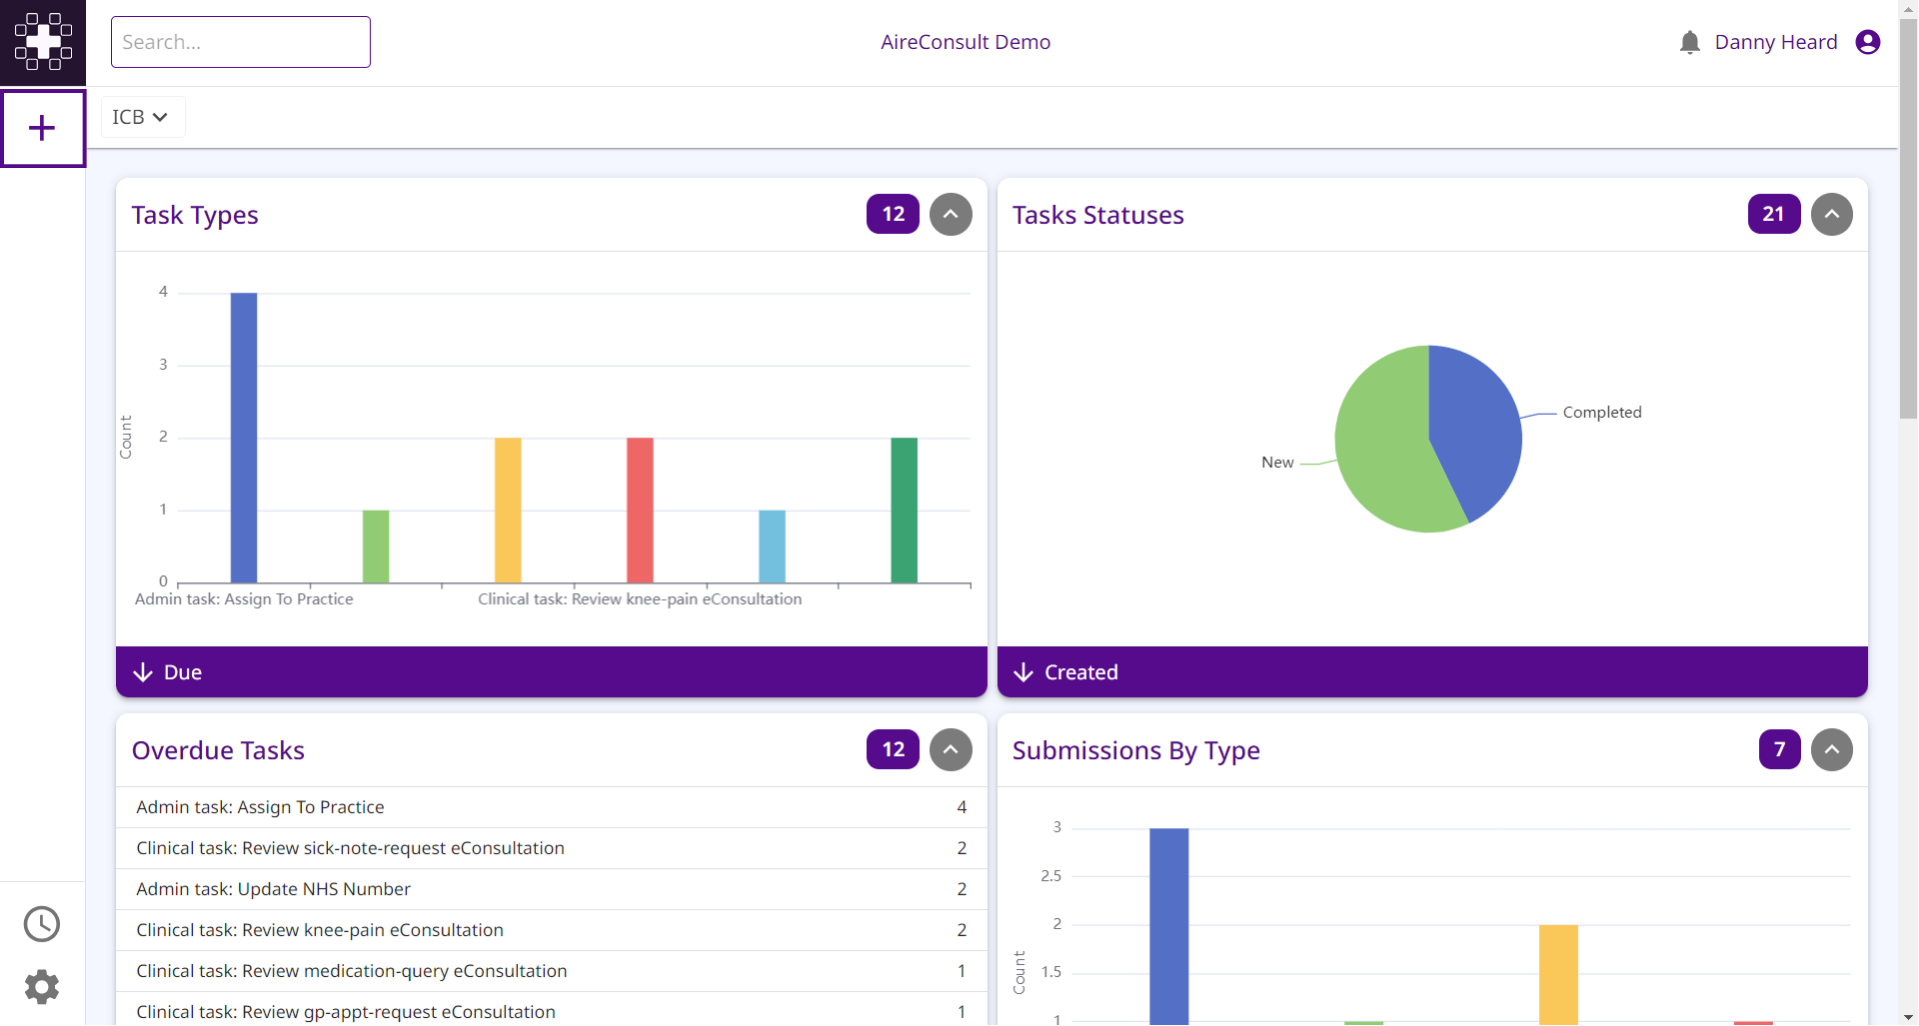 Search...
AireConsult Demo
Danny Heard
ICB
Task Types
12
Count
4
3
2
1
0
Admin task: Assign To Practice
Clinical task: Review knee-pain eConsultation
Due
Tasks Statuses
21
Completed
New
Created
Overdue Tasks
12
Admin task: Assign To Practice 4
Clinical task: Review sick-note-request eConsultation 2
Admin task: Update NHS Number 2
Clinical task: Review knee-pain eConsultation 2
Clinical task: Review medication-query eConsultation 1
Clinical task: Review gp-appt-request eConsultation 1
Submissions By Type
7
Count
3
2.5
2
1.5
1